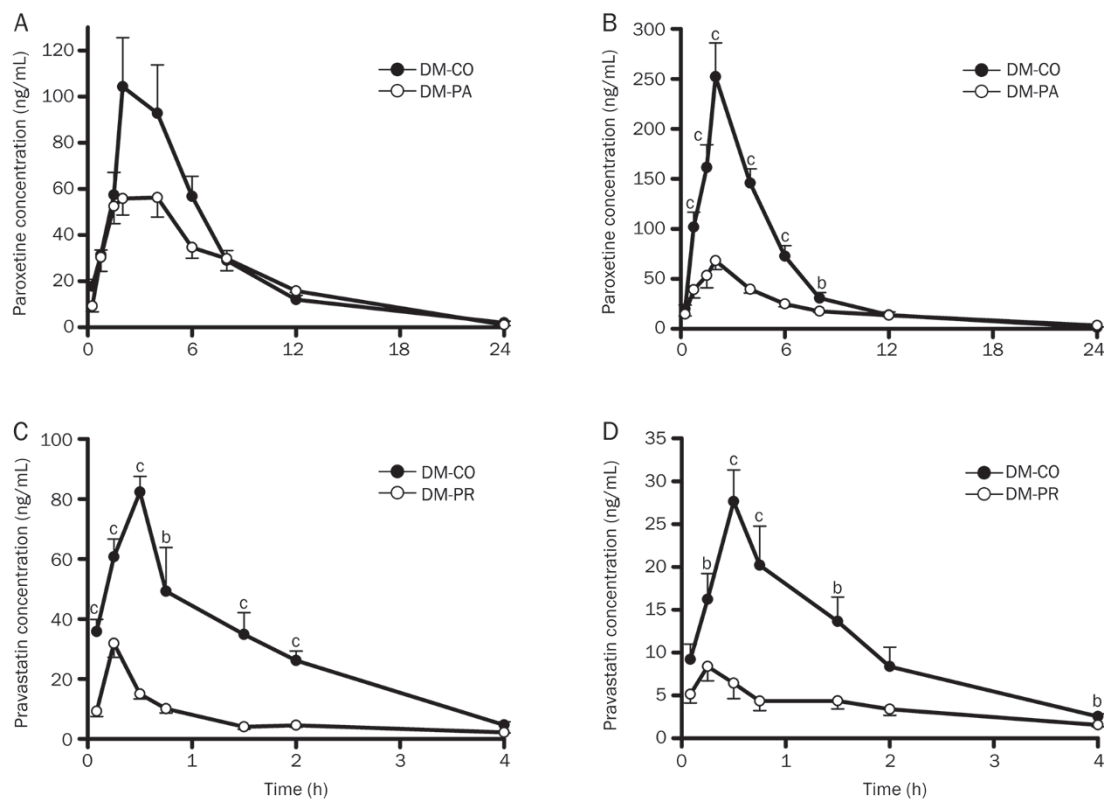 A
Paroxetine concentration (ng/mL)
120
100
80
60
40
20
0
0 6 12 18 24
DM-CO
DM-PA
B
Paroxetine concentration (ng/mL)
300
250
200
150
100
50
0
0 6 12 18 24
DM-CO
DM-PA
c
c
c
c
c
b
C
Pravastatin concentration (ng/mL)
100
80
60
40
20
0
0 1 2 3 4
Time (h)
DM-CO
DM-PR
c
c
c
b
c
c
D
Pravastatin concentration (ng/mL)
35
30
25
20
15
10
5
0
0 1 2 3 4
Time (h)
DM-CO
DM-PR
c
c
b
b
b